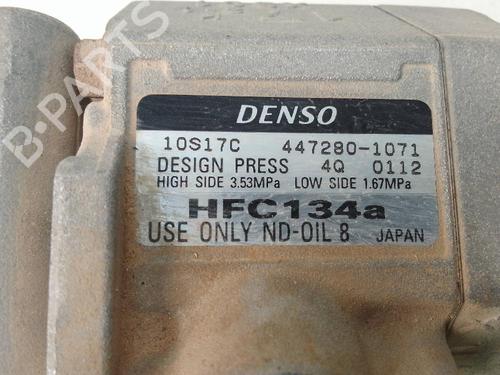 DENSO
10S17C 447280-1071
DESIGN PRESS 4Q 0112
HIGH SIDE 3.53MPa LOW SIDE 1.67MPa
HFC134a
USE ONLY ND-OIL 8 JAPAN
B-PARTS